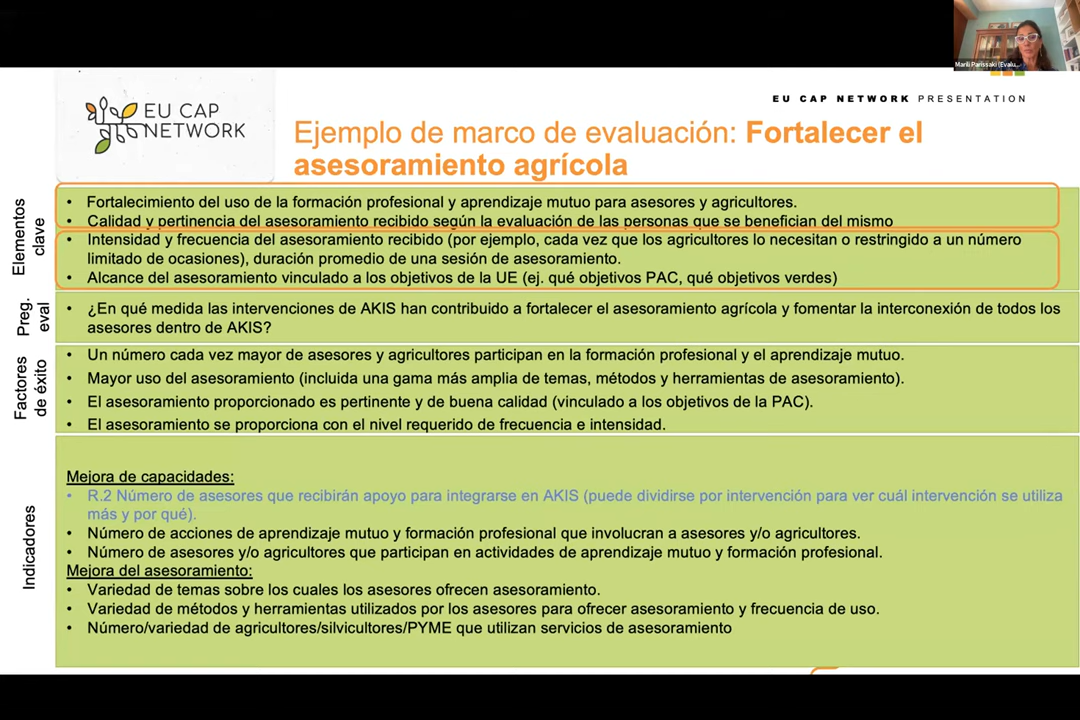 Marili Parissaki (Evalu...
EU CAP NETWORK PRESENTATION
EU CAP
NETWORK
Ejemplo de marco de evaluación: Fortalecer el
asesoramiento agrícola
Elementos
clave
• Fortalecimiento del uso de la formación profesional y aprendizaje mutuo para asesores y agricultores.
• Calidad y pertinencia del asesoramiento recibido según la evaluación de las personas que se benefician del mismo
• Intensidad y frecuencia del asesoramiento recibido (por ejemplo, cada vez que los agricultores lo necesitan o restringido a un número
limitado de ocasiones), duración promedio de una sesión de asesoramiento.
• Alcance del asesoramiento vinculado a los objetivos de la UE (ej. qué objetivos PAC, qué objetivos verdes)
Preg.
eval
• ¿En qué medida las intervenciones de AKIS han contribuido a fortalecer el asesoramiento agrícola y fomentar la interconexión de todos los
asesores dentro de AKIS?
Factores
de éxito
• Un número cada vez mayor de asesores y agricultores participan en la formación profesional y el aprendizaje mutuo.
• Mayor uso del asesoramiento (incluida una gama más amplia de temas, métodos y herramientas de asesoramiento).
• El asesoramiento proporcionado es pertinente y de buena calidad (vinculado a los objetivos de la PAC).
• El asesoramiento se proporciona con el nivel requerido de frecuencia e intensidad.
Indicadores
Mejora de capacidades:
• R.2 Número de asesores que recibirán apoyo para integrarse en AKIS (puede dividirse por intervención para ver cuál intervención se utiliza
más y por qué).
• Número de acciones de aprendizaje mutuo y formación profesional que involucran a asesores y/o agricultores.
• Número de asesores y/o agricultores que participan en actividades de aprendizaje mutuo y formación profesional.
Mejora del asesoramiento:
• Variedad de temas sobre los cuales los asesores ofrecen asesoramiento.
• Variedad de métodos y herramientas utilizados por los asesores para ofrecer asesoramiento y frecuencia de uso.
• Número/variedad de agricultores/silvicultores/PYME que utilizan servicios de asesoramiento